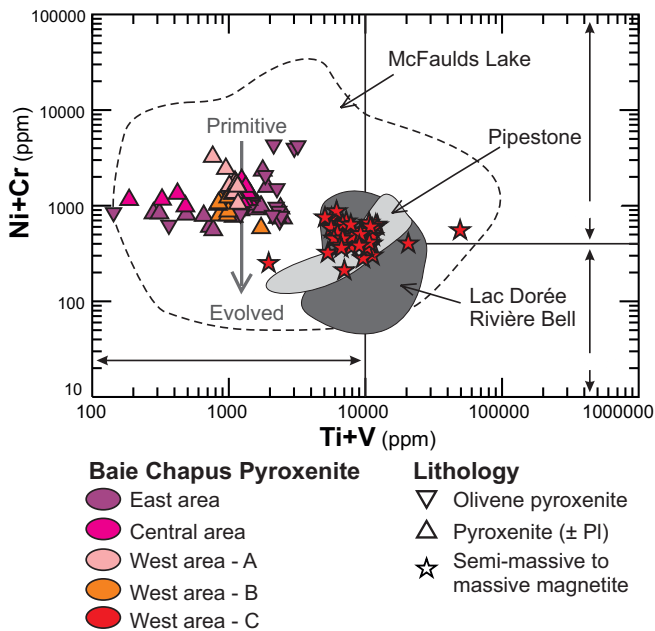 100000
10000
1000
100
10
Ni+Cr (ppm)
McFaulds Lake
Primitive
Pipestone
Evolved
Lac Dorée
Rivière Bell
100
1000
10000
100000
1000000
Ti+V (ppm)
Baie Chapus Pyroxenite
East area
Central area
West area - A
West area - B
West area - C
Lithology
Olivene pyroxenite
Pyroxenite (± Pl)
Semi-massive to
massive magnetite